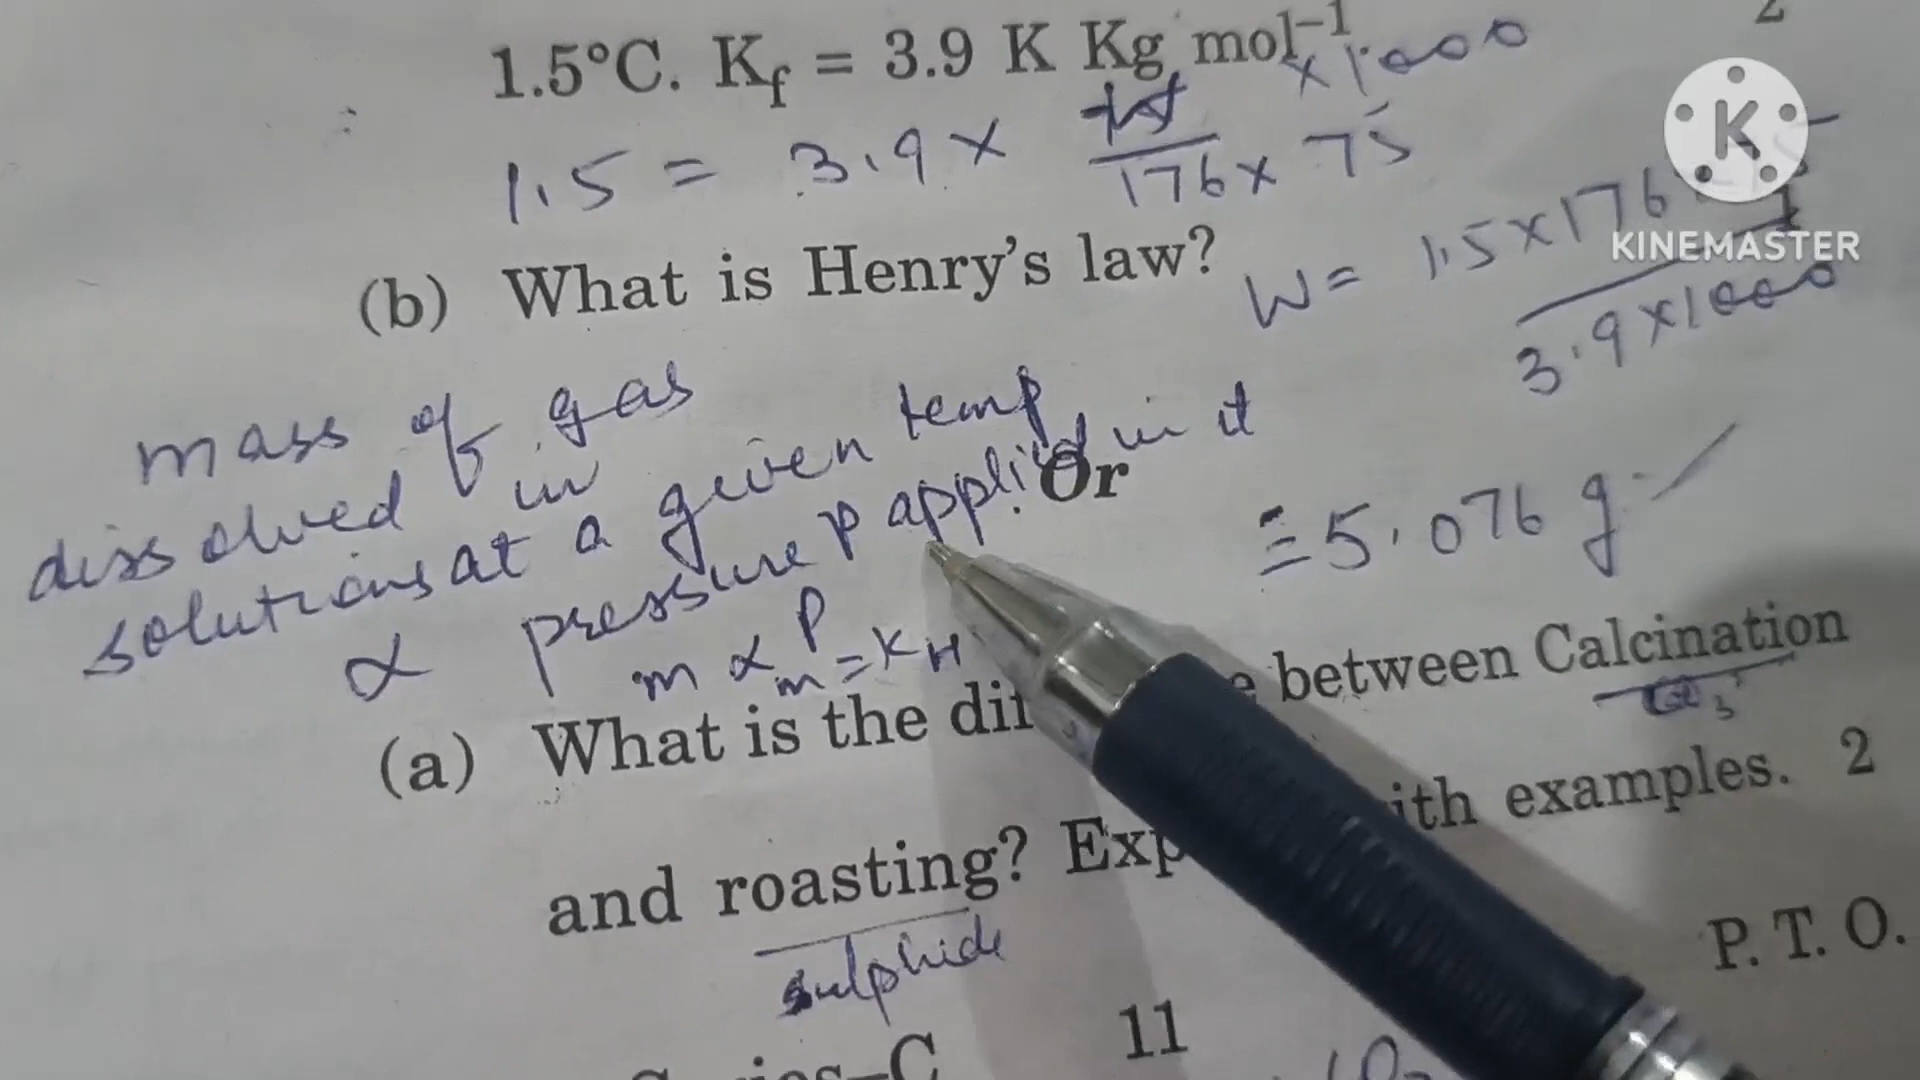 1.5°C. Kf = 3.9 K Kg mol⁻¹
× 1000
1.5 = 3.9 × 176 × 75
K
KINEMASTER
(b) What is Henry's law?
W = 1.5 × 176
3.9 × 1000
= 5.076 g
mass of gas
dissolved in
solutions at a given temp
∝ pressure P applied in it
m ∝ P
m = KH
Or
(a) What is the di between Calcination
and roasting? Exp ith examples. 2
sulphide
P. T. O.
11